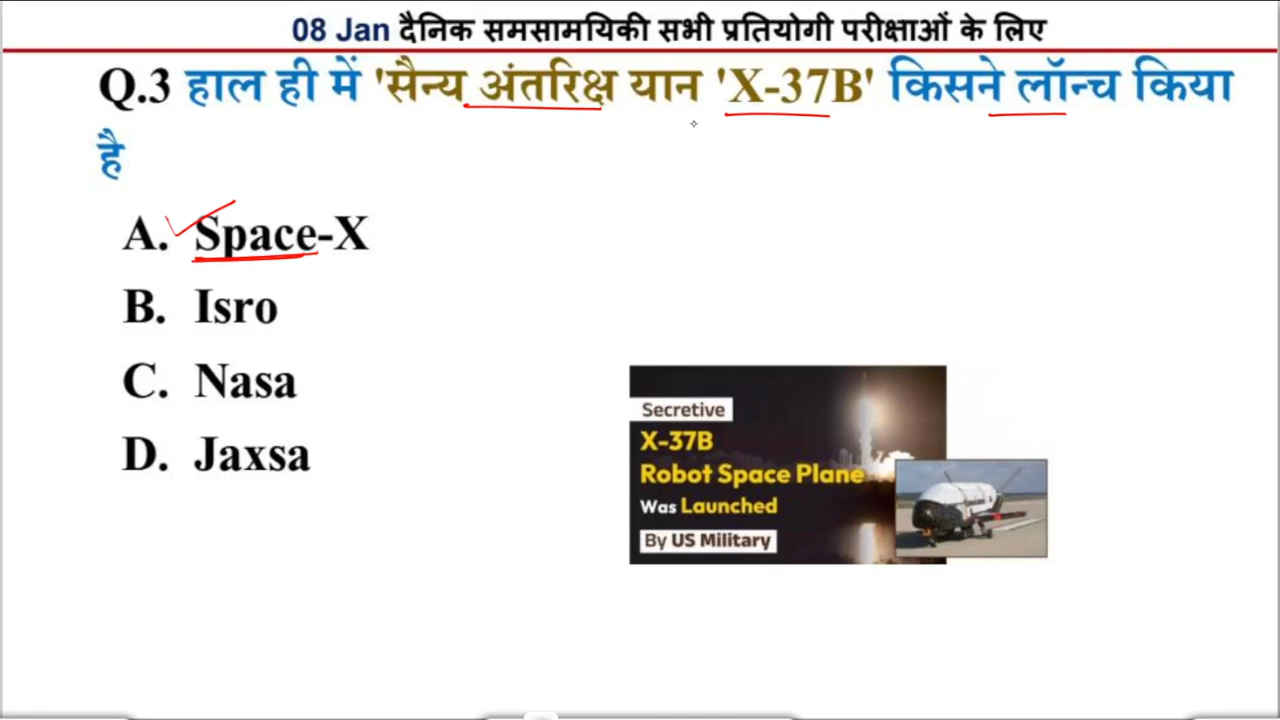 08 Jan दैनिक समसामयिकी सभी प्रतियोगी परीक्षाओं के लिए
Q.3 हाल ही में 'सैन्य अंतरिक्ष यान 'X-37B' किसने लॉन्च किया
है
A. Space-X
B. Isro
C. Nasa
D. Jaxsa
Secretive
X-37B
Robot Space Plane
Was Launched
By US Military